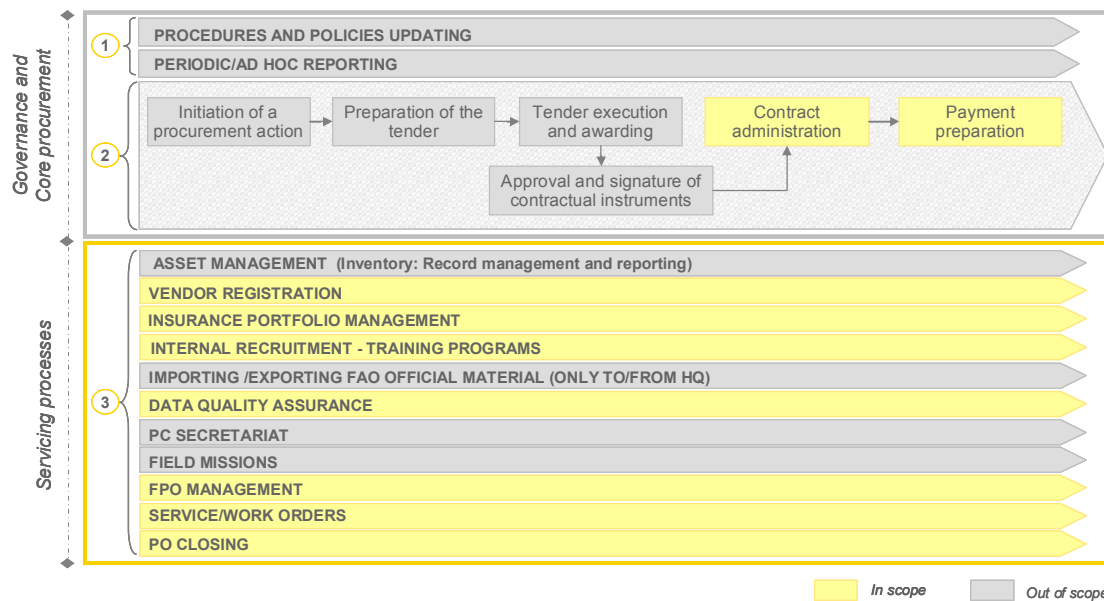 Governance and
Core procurement
1
PROCEDURES AND POLICIES UPDATING
PERIODIC/AD HOC REPORTING
2
Initiation of a
procurement action
Preparation of the
tender
Tender execution
and awarding
Contract
administration
Payment
preparation
Approval and signature of
contractual instruments
Servicing processes
3
ASSET MANAGEMENT (Inventory: Record management and reporting)
VENDOR REGISTRATION
INSURANCE PORTFOLIO MANAGEMENT
INTERNAL RECRUITMENT - TRAINING PROGRAMS
IMPORTING /EXPORTING FAO OFFICIAL MATERIAL (ONLY TO/FROM HQ)
DATA QUALITY ASSURANCE
PC SECRETARIAT
FIELD MISSIONS
FPO MANAGEMENT
SERVICE/WORK ORDERS
PO CLOSING
In scope
Out of scope